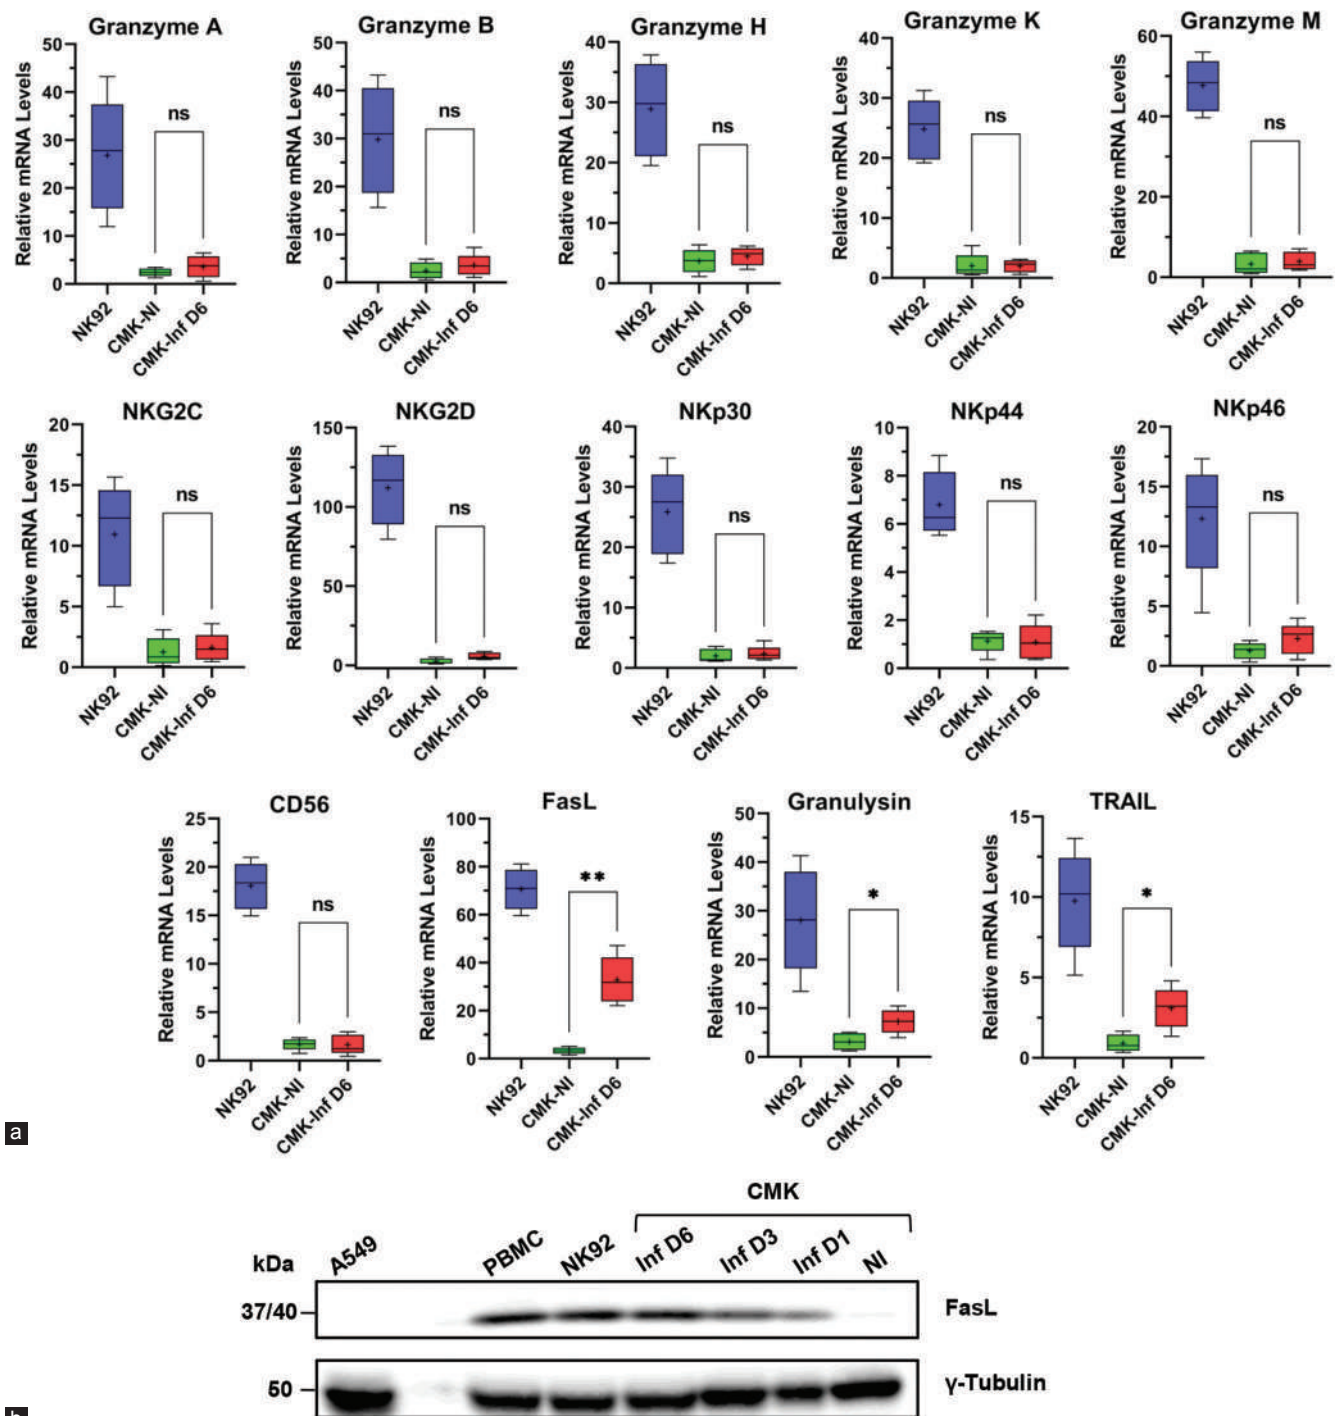 Granzyme A
Relative mRNA Levels
50
40
30
20
10
0
ns
NK92
CMK-NI
CMK-Inf D6
Granzyme B
Relative mRNA Levels
50
40
30
20
10
0
ns
NK92
CMK-NI
CMK-Inf D6
Granzyme H
Relative mRNA Levels
40
30
20
10
0
ns
NK92
CMK-NI
CMK-Inf D6
Granzyme K
Relative mRNA Levels
40
30
20
10
0
ns
NK92
CMK-NI
CMK-Inf D6
Granzyme M
Relative mRNA Levels
60
40
20
0
ns
NK92
CMK-NI
CMK-Inf D6
NKG2C
Relative mRNA Levels
20
15
10
5
0
ns
NK92
CMK-NI
CMK-Inf D6
NKG2D
Relative mRNA Levels
150
100
50
0
ns
NK92
CMK-NI
CMK-Inf D6
NKp30
Relative mRNA Levels
40
30
20
10
0
ns
NK92
CMK-NI
CMK-Inf D6
NKp44
Relative mRNA Levels
10
8
6
4
2
0
ns
NK92
CMK-NI
CMK-Inf D6
NKp46
Relative mRNA Levels
20
15
10
5
0
ns
NK92
CMK-NI
CMK-Inf D6
CD56
Relative mRNA Levels
25
20
15
10
5
0
ns
NK92
CMK-NI
CMK-Inf D6
FasL
Relative mRNA Levels
100
80
60
40
20
0
**
NK92
CMK-NI
CMK-Inf D6
Granulysin
Relative mRNA Levels
50
40
30
20
10
0
*
NK92
CMK-NI
CMK-Inf D6
TRAIL
Relative mRNA Levels
15
10
5
0
*
NK92
CMK-NI
CMK-Inf D6
a
CMK
kDa
A549
PBMC
NK92
Inf D6
Inf D3
Inf D1
NI
37/40
FasL
50
γ-Tubulin
b